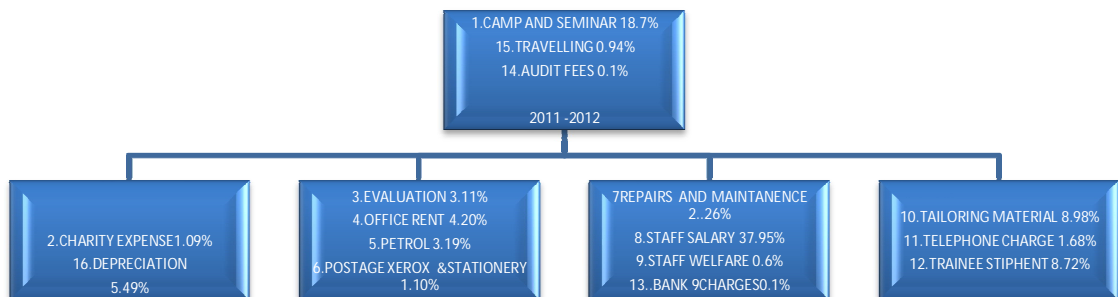 1.CAMP AND SEMINAR 18.7%
15.TRAVELLING 0.94%
14.AUDIT FEES 0.1%
2011 -2012
2.CHARITY EXPENSE1.09%
16.DEPRECIATION
5.49%
3.EVALUATION 3.11%
4.OFFICE RENT 4.20%
5.PETROL 3.19%
6.POSTAGE XEROX &STATIONERY
1.10%
7REPAIRS AND MAINTANENCE
2..26%
8.STAFF SALARY 37.95%
9.STAFF WELFARE 0.6%
13..BANK 9CHARGES0.1%
10.TAILORING MATERIAL 8.98%
11.TELEPHONE CHARGE 1.68%
12.TRAINEE STIPHENT 8.72%